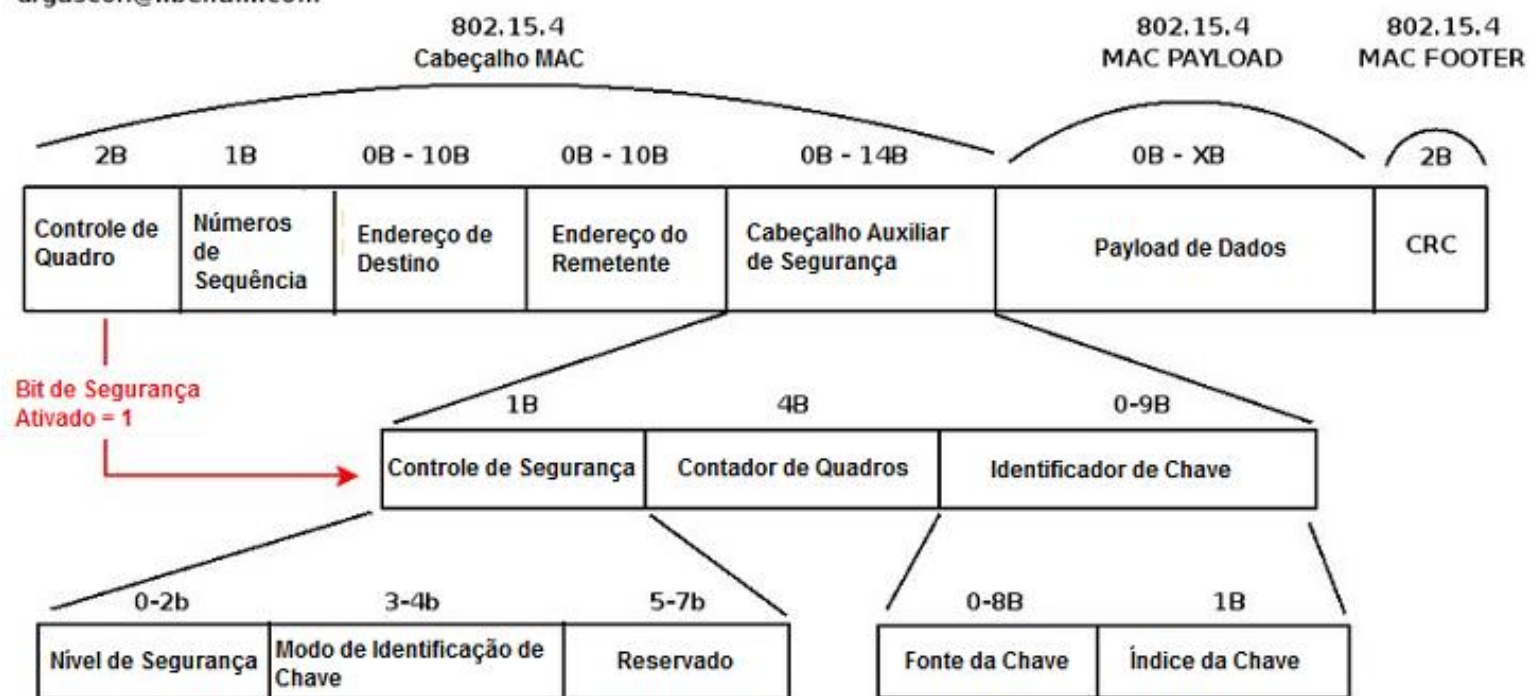 802.15.4
Cabeçalho MAC
802.15.4
MAC PAYLOAD
802.15.4
MAC FOOTER
2B
1B
0B - 10B
0B - 10B
0B - 14B
0B - XB
2B
Controle de
Quadro
Números
de
Sequência
Endereço de
Destino
Endereço do
Remetente
Cabeçalho Auxiliar
de Segurança
Payload de Dados
CRC
Bit de Segurança
Ativado = 1
1B
4B
0-9B
Controle de Segurança
Contador de Quadros
Identificador de Chave
0-2b
3-4b
5-7b
0-8B
1B
Nível de Segurança
Modo de Identificação de
Chave
Reservado
Fonte da Chave
Índice da Chave